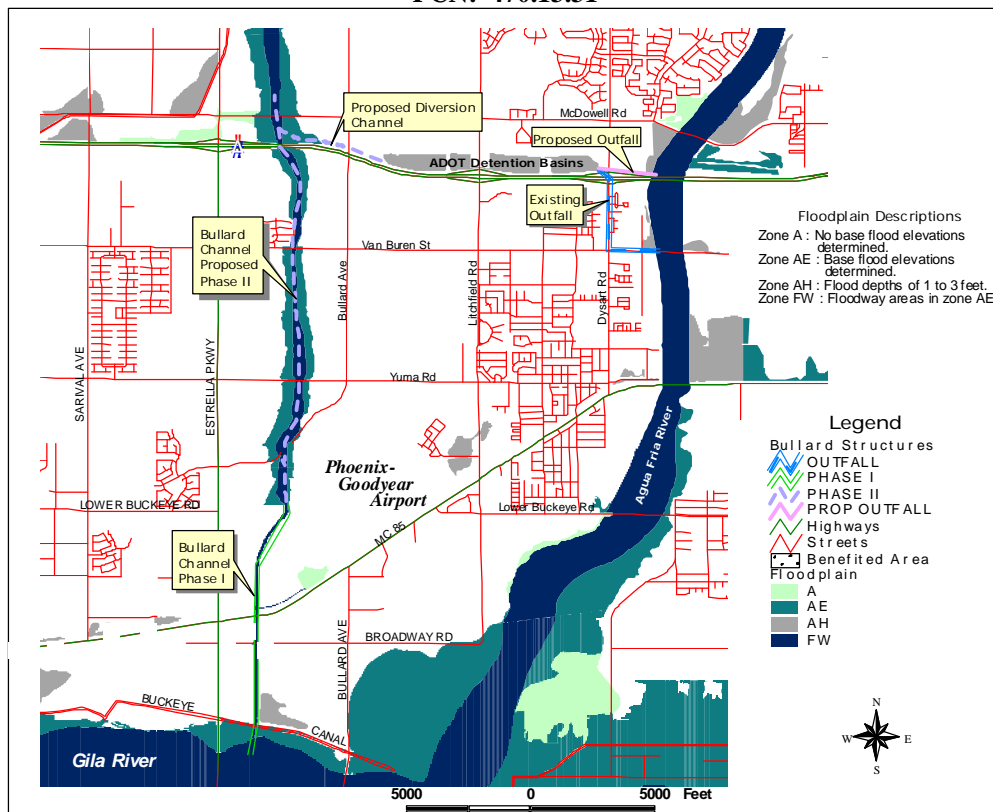 McDowell Rd
Proposed Diversion
Channel
Proposed Outfall
ADOT Detention Basins
Existing
Outfall
Bullard
Channel
Proposed
Phase II
Van Buren St
Floodplain Descriptions
Zone A : No base flood elevations
determined.
Zone AE : Base flood elevations
determined.
Zone AH : Flood depths of 1 to 3 feet.
Zone FW : Floodway areas in zone AE
SARIVAL AVE
ESTRELLA PKWY
Bullard Ave
Litchfield Rd
Dysart Rd
Yuma Rd
Agua Fria River
Phoenix-
Goodyear
Airport
LOWER BUCKEYE RD
Lower Buckeye Rd
MC 85
Bullard
Channel
Phase I
BULLARD AVE
BROADWAY RD
BUCKEYE
CANAL
Gila River
Legend
Bullard Structures
OUTFALL
PHASE I
PHASE II
PROP OUTFALL
Highways
Streets
Benefited Area
Floodplain
A
AE
AH
FW
N
W E
S
5000 0 5000 Feet